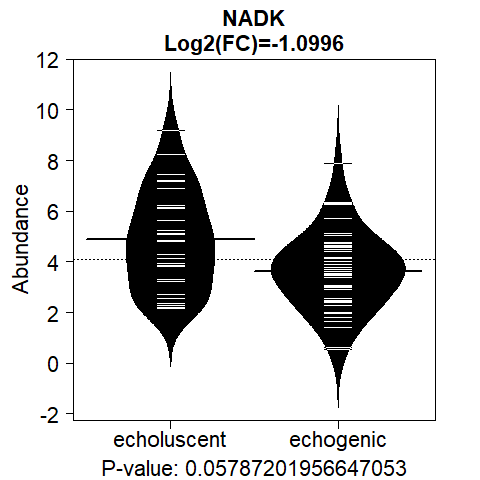 NADK
Log2(FC)=-1.0996
12
10
8
6
4
2
0
-2
Abundance
echoluscent echogenic
P-value: 0.05787201956647053